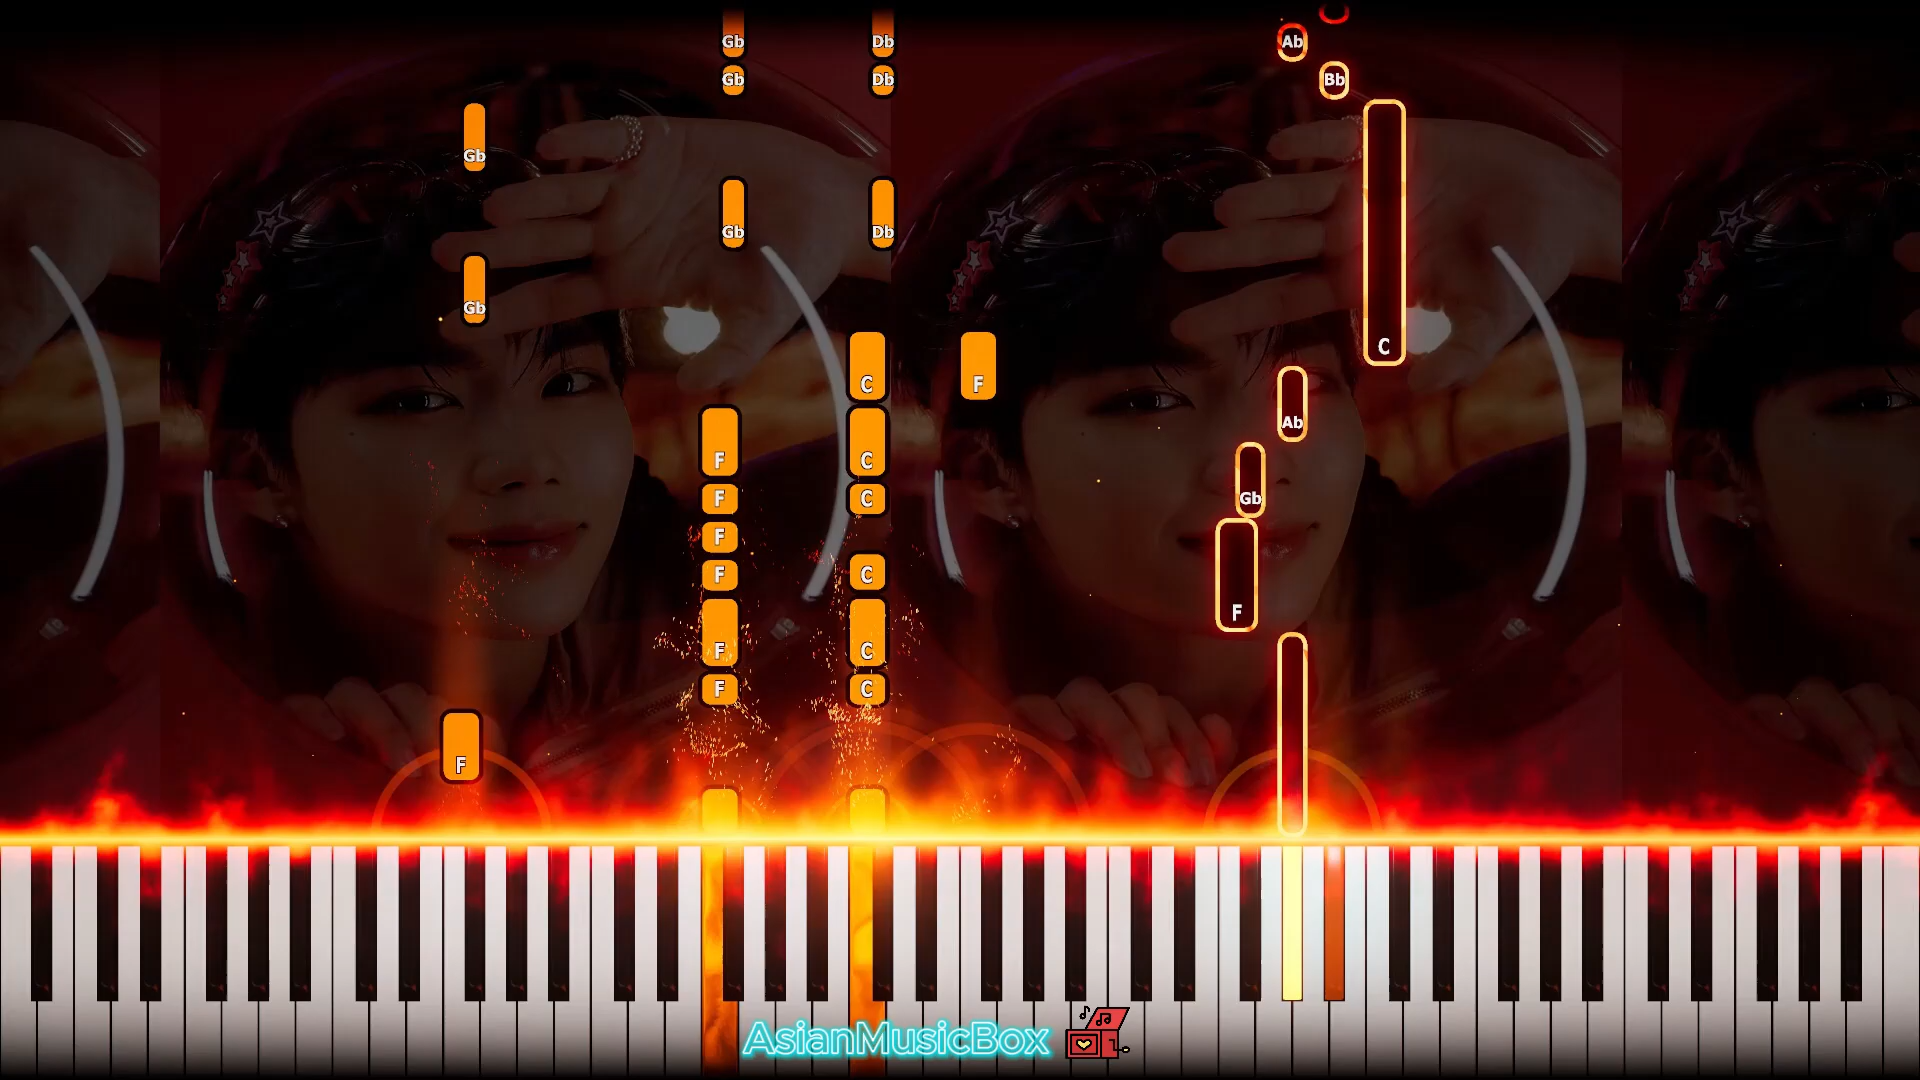 Gb Db Ab
Gb Db Bb
Gb
Gb Db
Gb
C
C F
Ab
F C
Gb
F C
F
F C
F
F C
F C
F
AsianMusicBox